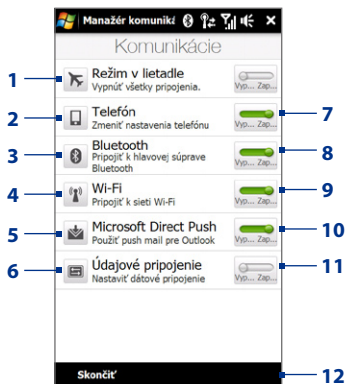 Manažér komuniká
Komunikácie
1 Režim v lietadle
Vypnúť všetky pripojenia.
Vyp... Zap...
2 Telefón
Zmeniť nastavenia telefónu
Vyp... Zap... 7
3 Bluetooth
Pripojiť k hlavovej súprave
Bluetooth
Vyp... Zap... 8
4 Wi-Fi
Pripojiť k sieti Wi-Fi
Vyp... Zap... 9
5 Microsoft Direct Push
Použiť push mail pre Outlook
Vyp... Zap... 10
6 Údajové pripojenie
Nastaviť dátové pripojenie
Vyp... Zap... 11
Skončiť 12